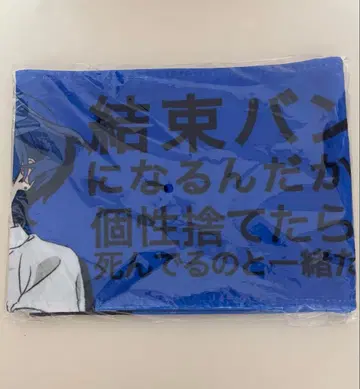 結束バン
になるんだか
個性捨てたら
死んでるのと一緒だ